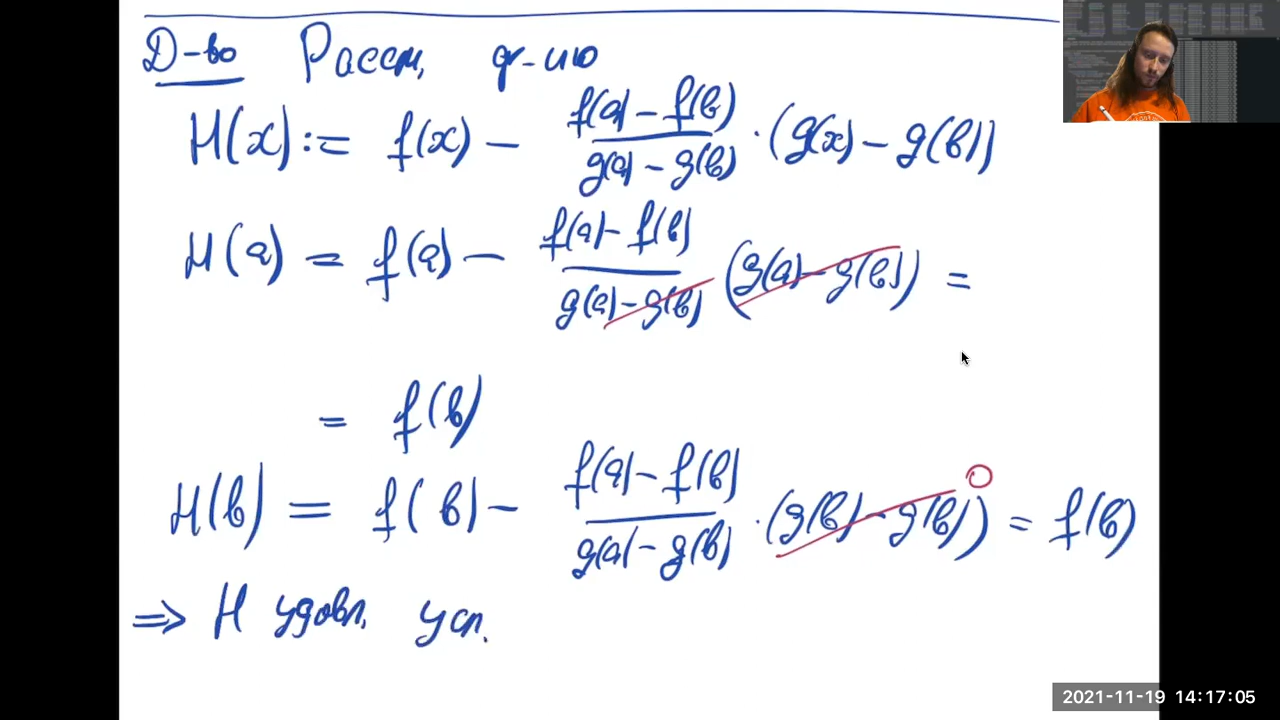 Д-во Рассм. ф-ию
H(x) := f(x) − f(a) − f(b) / g(a) − g(b) · (g(x) − g(b))
H(a) = f(a) − f(a) − f(b) / g(a) − g(b) (g(a) − g(b)) =
= f(b)
H(b) = f(b) − f(a) − f(b) / g(a) − g(b) · (g(b) − g(b)) 0 = f(b)
⇒ H удовл. усл.
2021-11-19 14:17:05